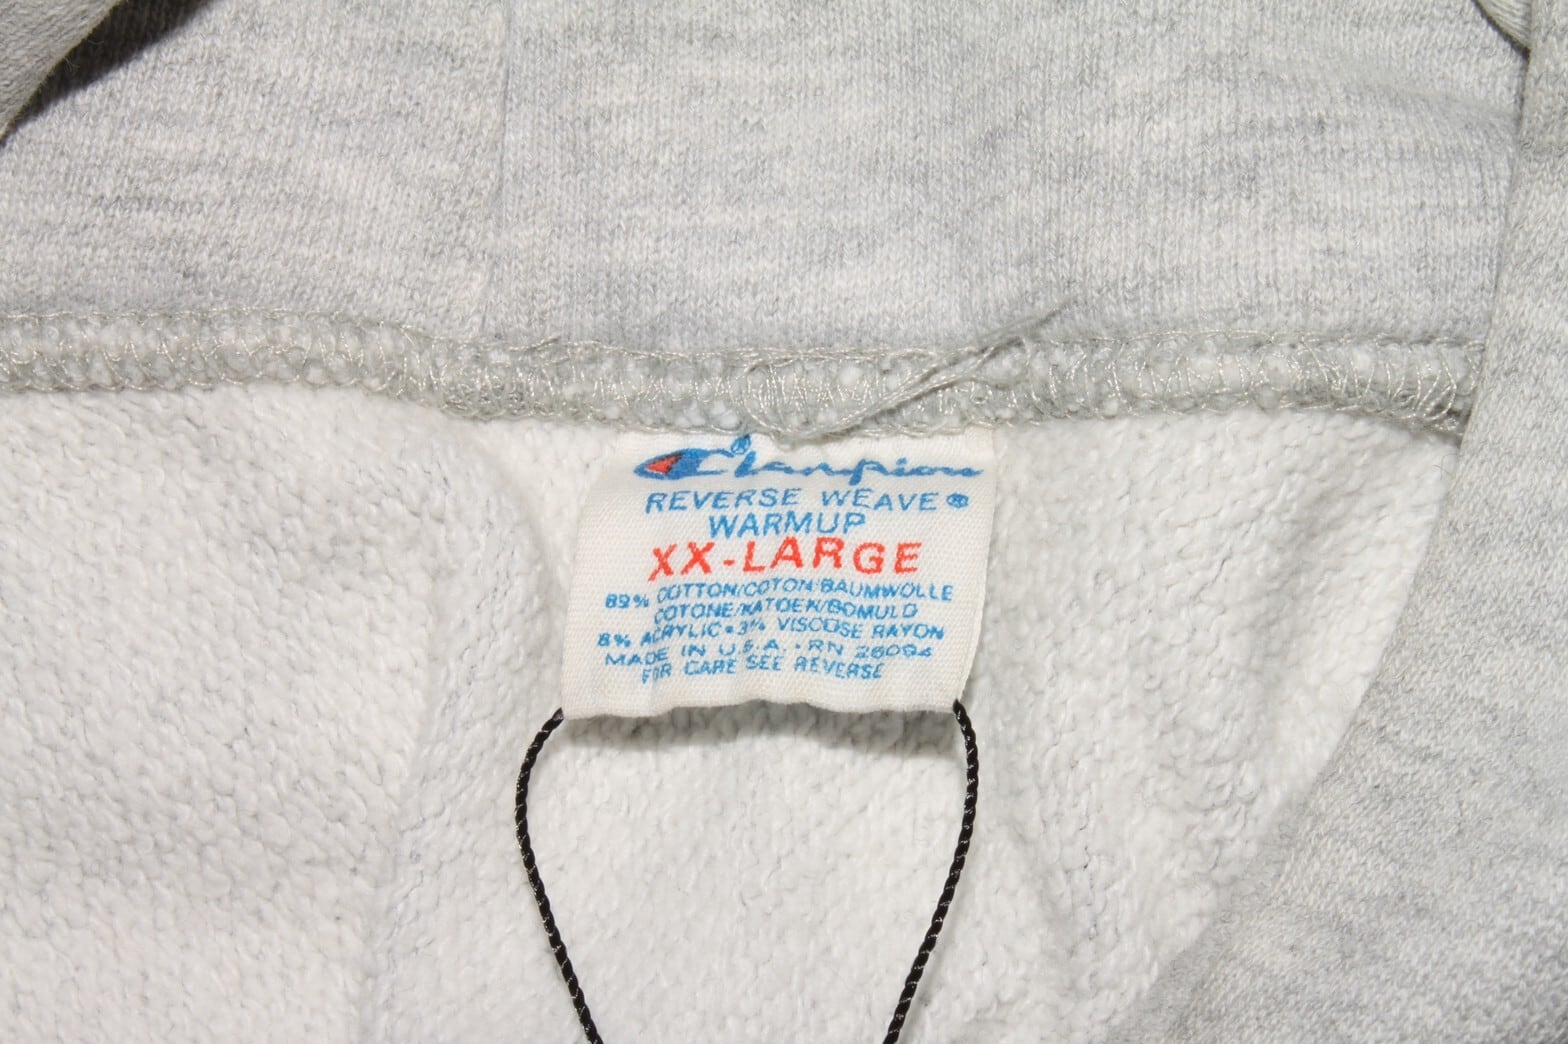 Champion
REVERSE WEAVE®
WARMUP
XX-LARGE
89% COTTON/COTON/BAUMWOLLE
COTONE/KATOEN/BOMULD
8% ACRYLIC • 3% VISCOSE RAYON
MADE IN U.S.A. • RN 26094
FOR CARE SEE REVERSE